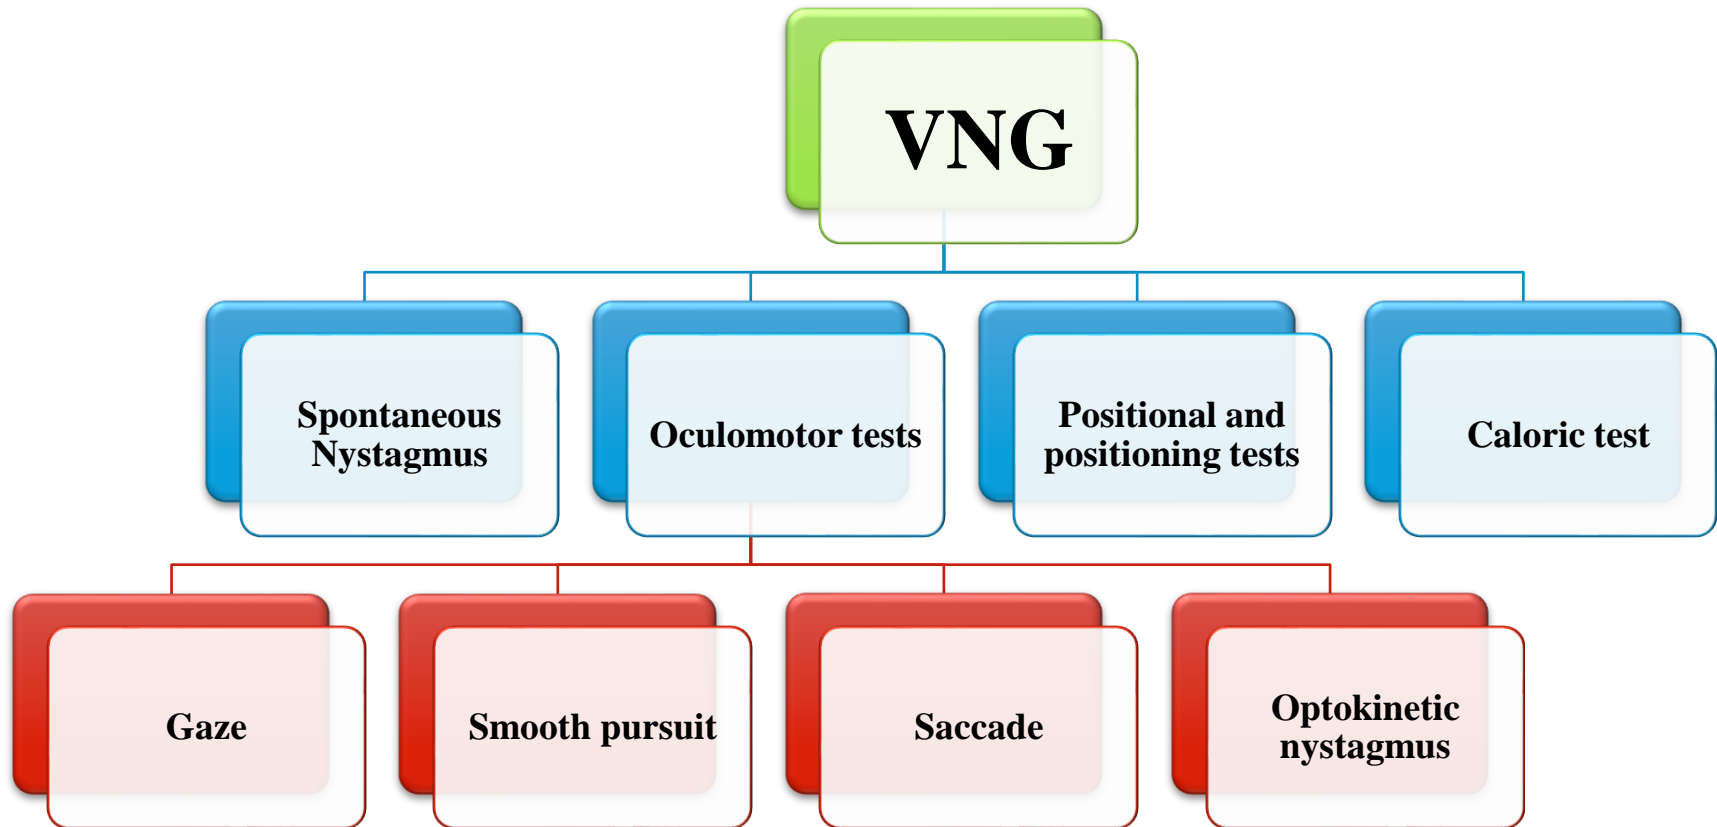 VNG
Spontaneous
Nystagmus
Oculomotor tests
Positional and
positioning tests
Caloric test
Gaze
Smooth pursuit
Saccade
Optokinetic
nystagmus